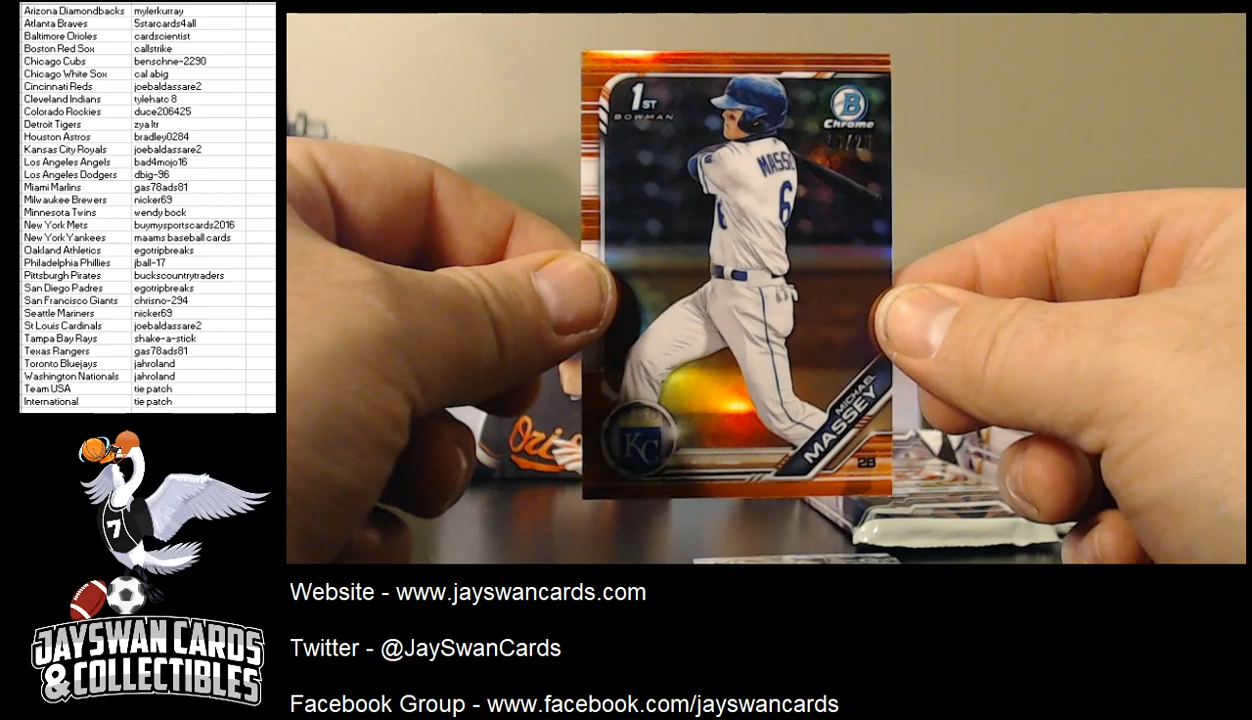 Arizona Diamondbacks mylerkurray
Atlanta Braves 5starcards4all
Baltimore Orioles cardscientist
Boston Red Sox callstrike
Chicago Cubs benschne-2290
Chicago White Sox cal abig
Cincinati Reds joebaldassare2
Cleveland Indians tylehatc 8
Colorado Rockies duce206425
Detroit Tigers zya ltr
Houston Astros bradley0284
Kansas City Royals joebaldassare2
Los Angeles Angels bad4mojo16
Los Angeles Dodgers dbig-96
Miami Marlins gas78ads81
Milwaukee Brewers nicker69
Minnesota Twins wendy bock
New York Mets buymysportscards2016
New York Yankees maams baseball cards
Oakland Athletics egotripbreaks
Philadelphia Phillies jball-17
Pittsburgh Pirates buckscountrytraders
San Diego Padres egotripbreaks
San Francisco Giants chrisno-294
Seattle Mariners nicker69
St Louis Cardinals joebaldassare2
Tampa Bay Rays shake-a-stick
Texas Rangers gas78ads81
Toronto Bluejays jahroland
Washington Nationals jahroland
Team USA tie patch
International tie patch
1ST
BOWMAN
B
Chrome
MASSE
6
KC
MICHAEL
MASSEY
2B
Ori
7
JAYSWAN CARDS
& COLLECTIBLES
Website - www.jayswancards.com
Twitter - @JaySwanCards
Facebook Group - www.facebook.com/jayswancards